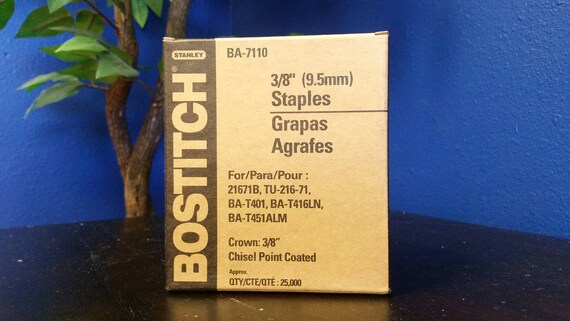 STANLEY
BOSTITCH®
BA-7110
3/8" (9.5mm)
Staples
Grapas
Agrafes
For/Para/Pour :
21671B, TU-216-71,
BA-T401, BA-T416LN,
BA-T451ALM
Crown: 3/8"
Chisel Point Coated
Approx.
QTY/CTE/QTÉ : 25,000